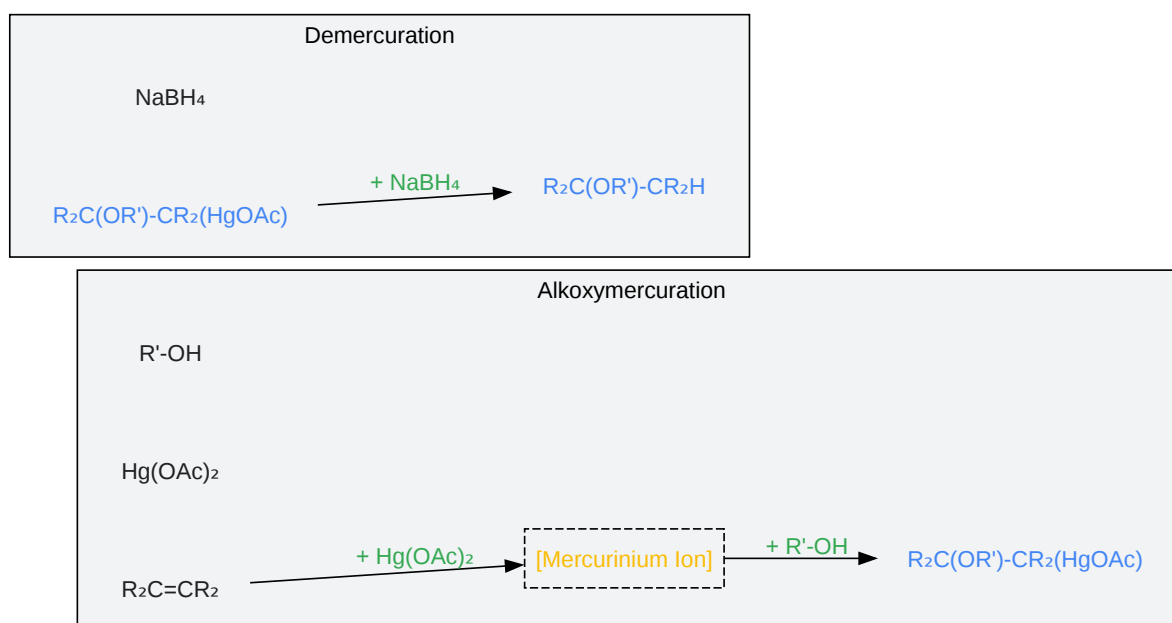 Demercuration
NaBH₄
+ NaBH₄
R₂C(OR')-CR₂H
R₂C(OR')-CR₂(HgOAc)
Alkoxymercuration
R'-OH
Hg(OAc)₂
+ Hg(OAc)₂
[Mercurinium Ion]
+ R'-OH
R₂C(OR')-CR₂(HgOAc)
R₂C=CR₂